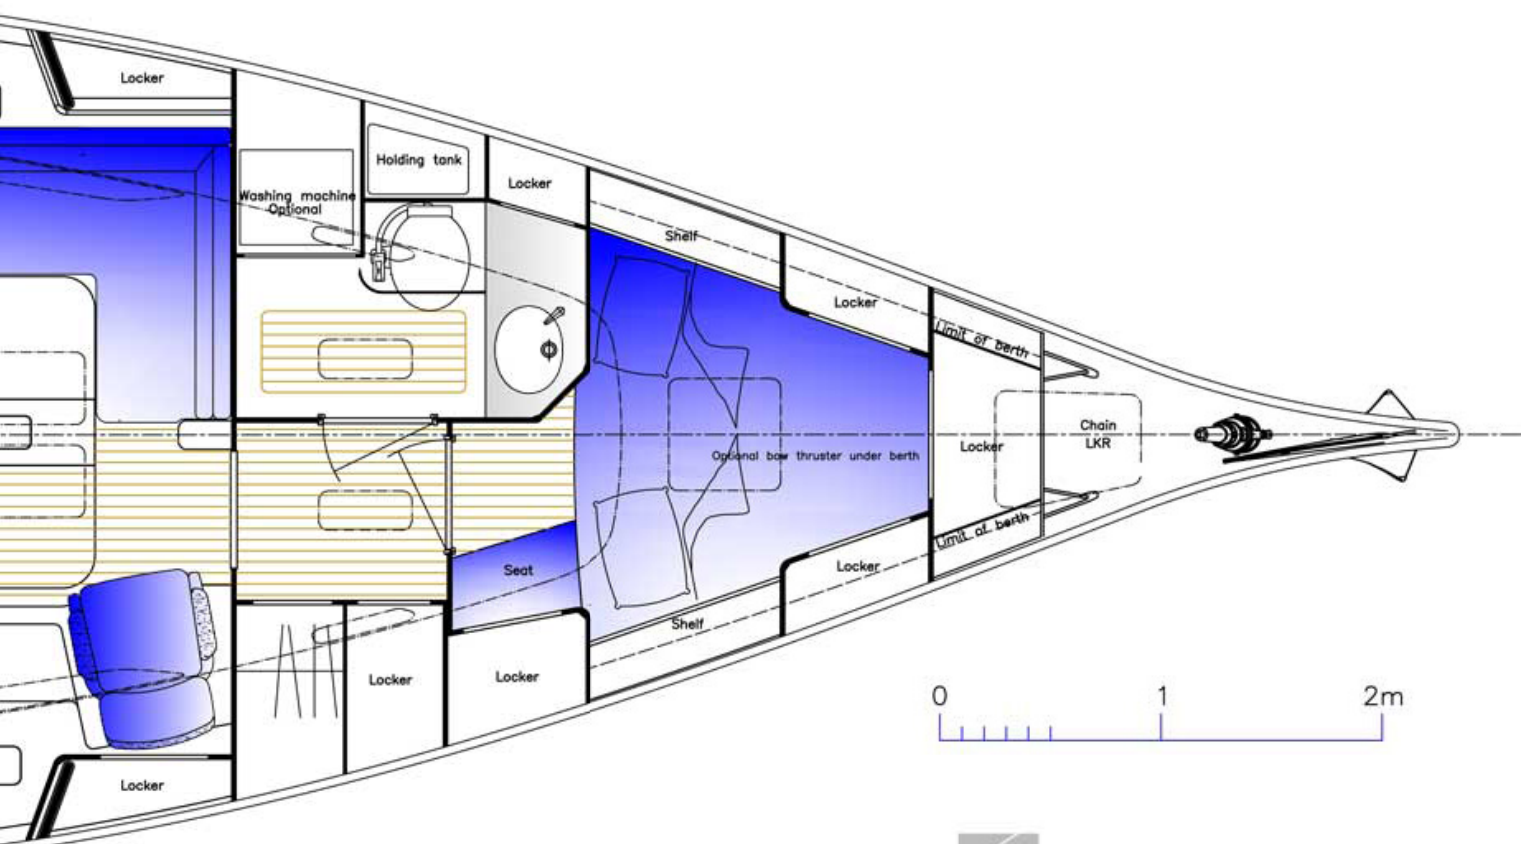 Locker
Holding tank
Locker
Washing machine
Optional
Shelf
Locker
Limit of berth
Chain
LKR
Locker
Optional bow thruster under berth
Limit of berth
Locker
Seat
Shelf
Locker
Locker
Locker
0 1 2m